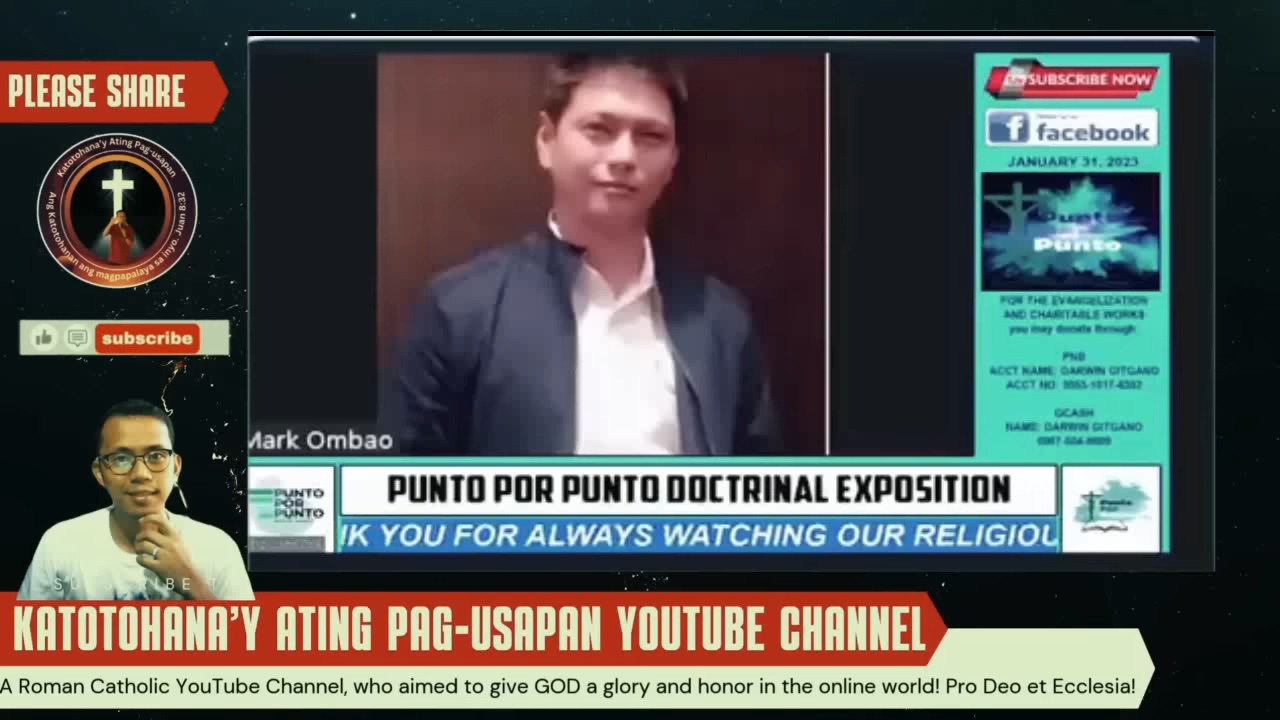 PLEASE SHARE
Katotohana'y Ating Pag-usapan
Ang Katotohanan ang magpapalaya sa inyo. Juan 8:32
subscribe
SUBSCRIBE NOW
facebook
JANUARY 31, 2023
Punto
Punto
FOR THE EVANGELIZATION
AND CHARITABLE WORKS
you may donate through
PNB
ACCT NAME: DARWIN GITGANO
ACCT NO:
GCASH
NAME: DARWIN GITGANO
Mark Ombao
PUNTO
POR
PUNTO
PUNTO POR PUNTO DOCTRINAL EXPOSITION
K YOU FOR ALWAYS WATCHING OUR RELIGIOU
KATOTOHANA'Y ATING PAG-USAPAN YOUTUBE CHANNEL
A Roman Catholic YouTube Channel, who aimed to give GOD a glory and honor in the online world! Pro Deo et Ecclesia!